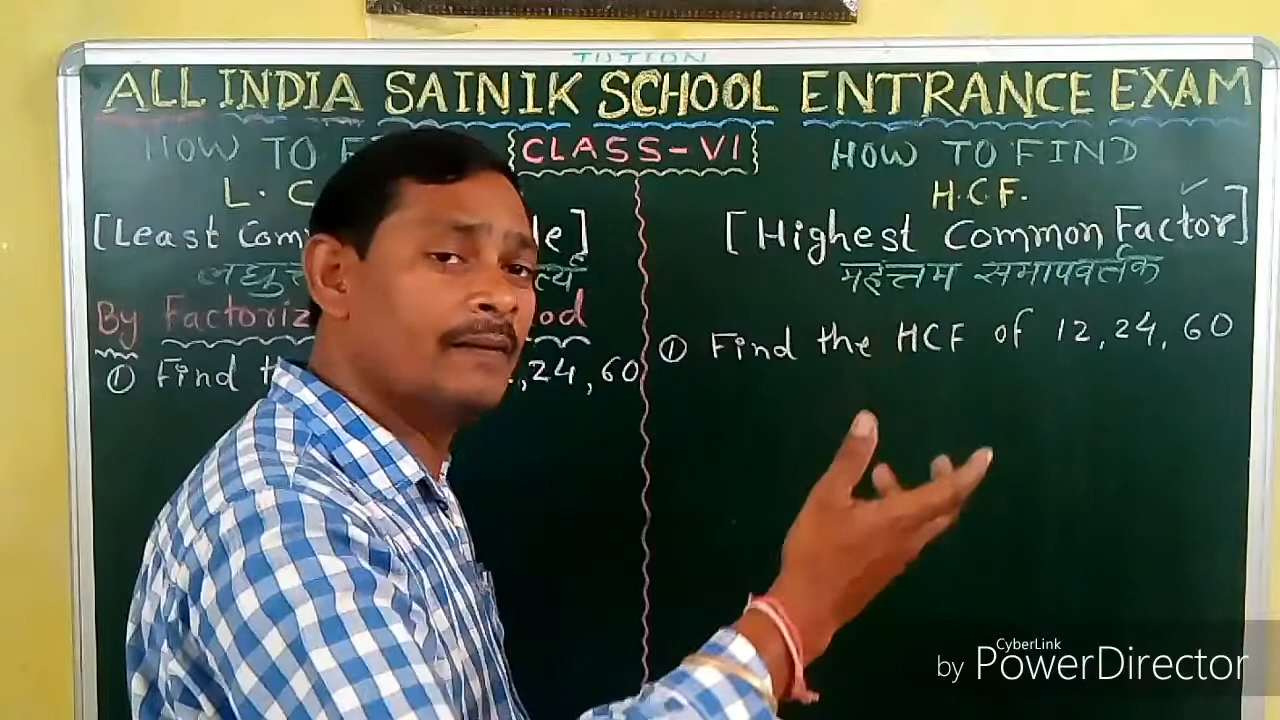 TUTION
ALL INDIA SAINIK SCHOOL ENTRANCE EXAM
CLASS-VI
HOW TO
L. C
[Least Com le]
लघुत्त त्य
By Factoriz od
① Find th ,24,60
HOW TO FIND
H.C.F.
[Highest Common Factor]
महत्तम समापवर्तक
① Find the HCF of 12,24,60
CyberLink
by PowerDirector